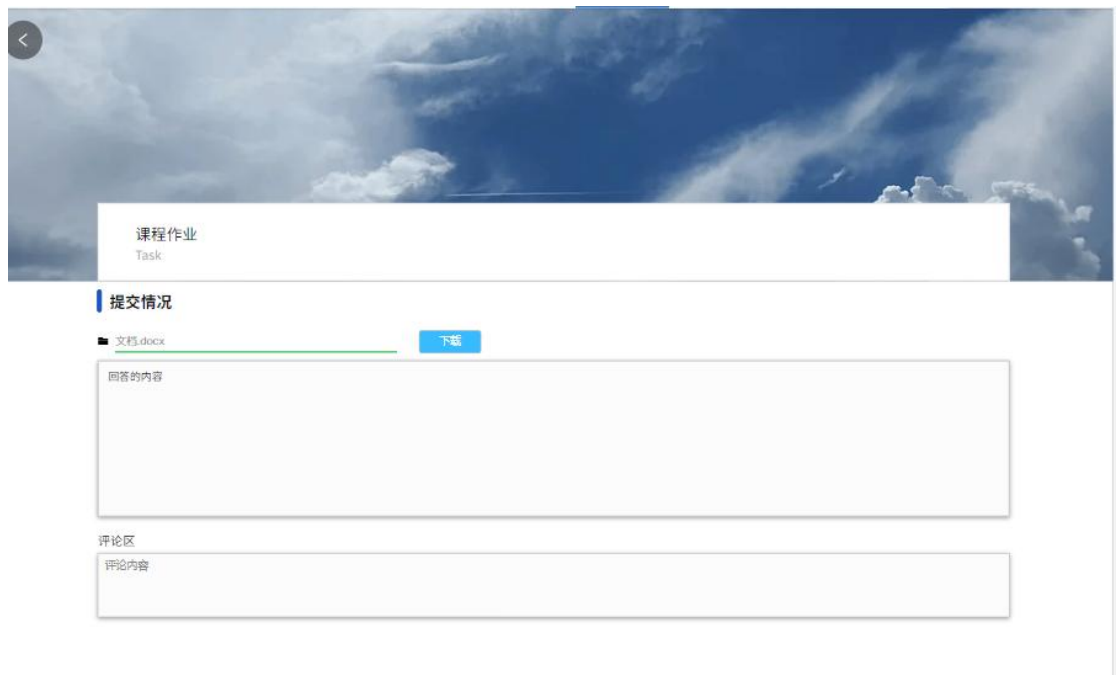 课程作业
Task
提交情况
文档.docx 下载
回答的内容
评论区
评论内容